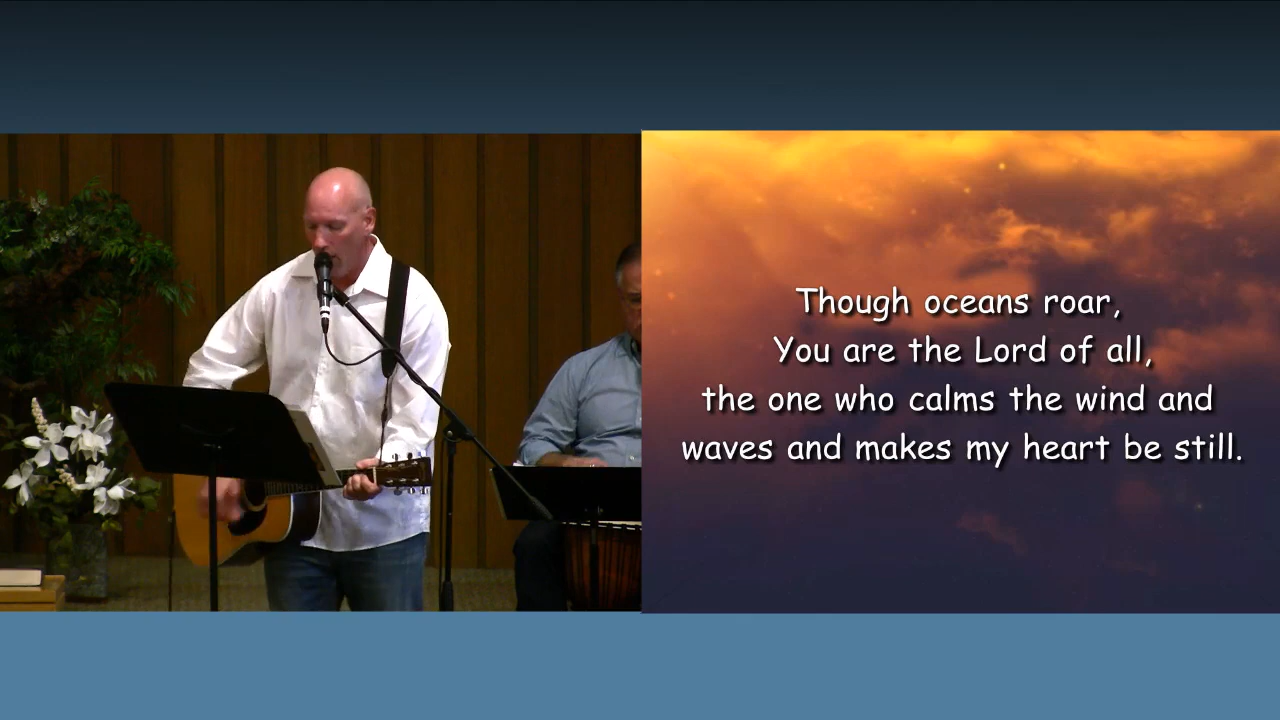 Though oceans roar,
You are the Lord of all,
the one who calms the wind and
waves and makes my heart be still.